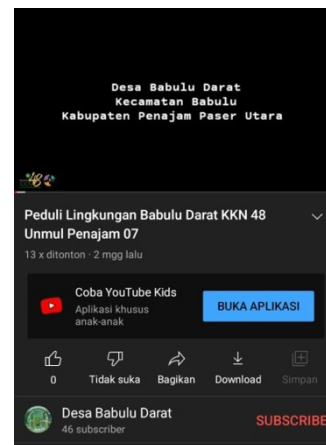 Desa Babulu Darat
Kecamatan Babulu
Kabupaten Penajam Paser Utara
48
Peduli Lingkungan Babulu Darat KKN 48
Unmul Penajam 07
13 x ditonton · 2 mgg lalu
Coba YouTube Kids
Aplikasi khusus
anak-anak
BUKA APLIKASI
0
Tidak suka
Bagikan
Download
Simpan
Desa Babulu Darat
46 subscriber
SUBSCRIBE